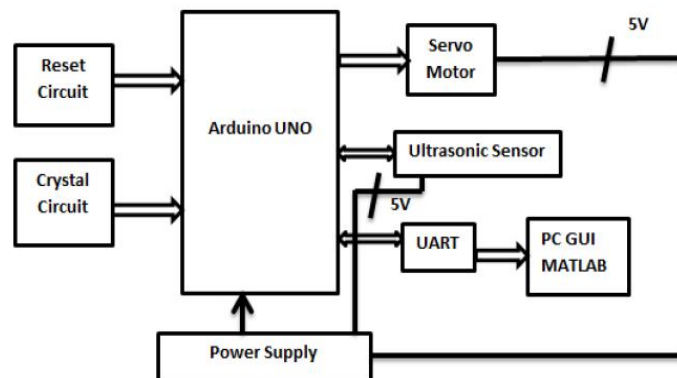 Reset
Circuit
Crystal
Circuit
Arduino UNO
Servo
Motor
5V
Ultrasonic Sensor
5V
UART
PC GUI
MATLAB
Power Supply